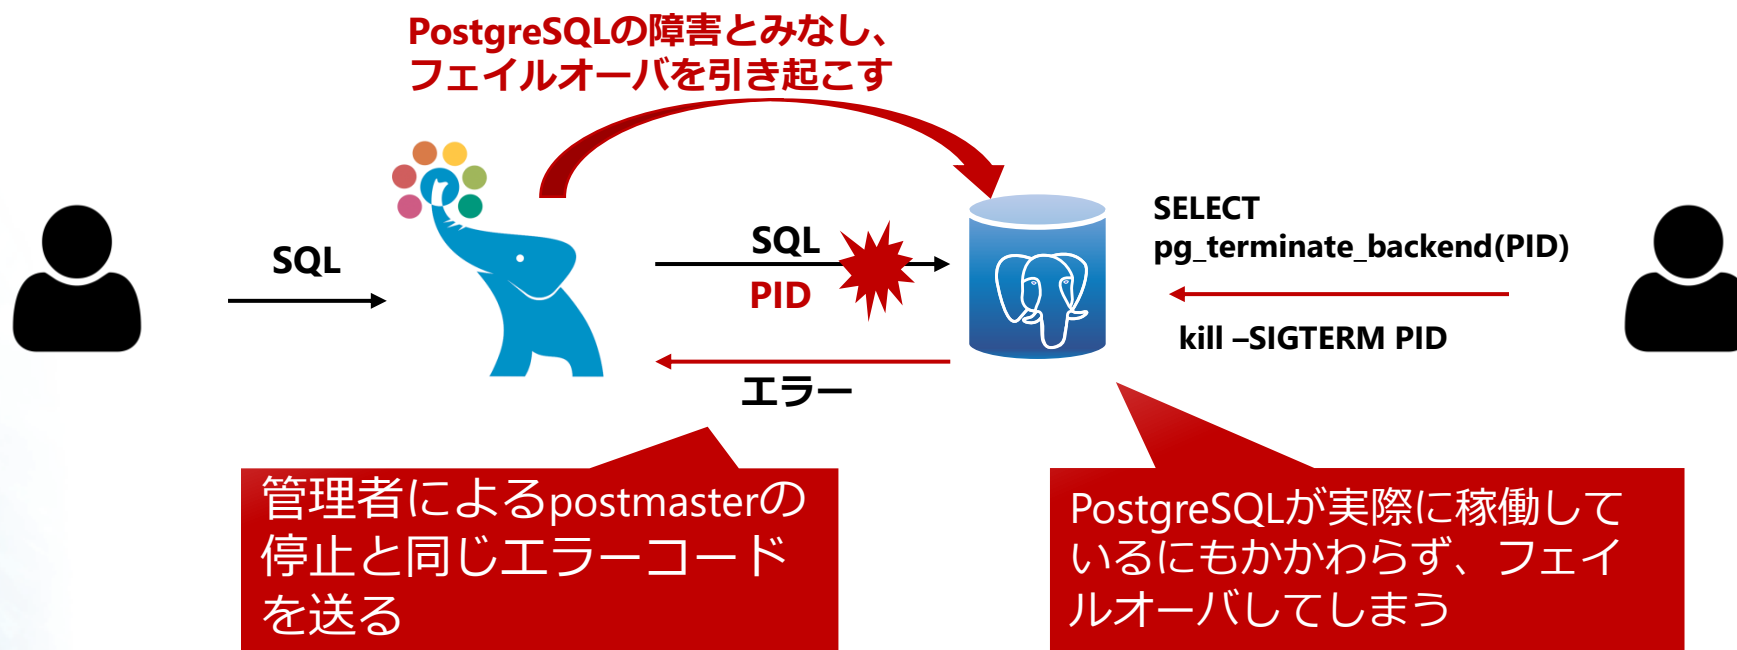 PostgreSQLの障害とみなし、
フェイルオーバを引き起こす
SQL
SQL
PID
エラー
SELECT
pg_terminate_backend(PID)
kill –SIGTERM PID
管理者によるpostmasterの
停止と同じエラーコード
を送る
PostgreSQLが実際に稼働して
いるにもかかわらず、フェイ
ルオーバしてしまう